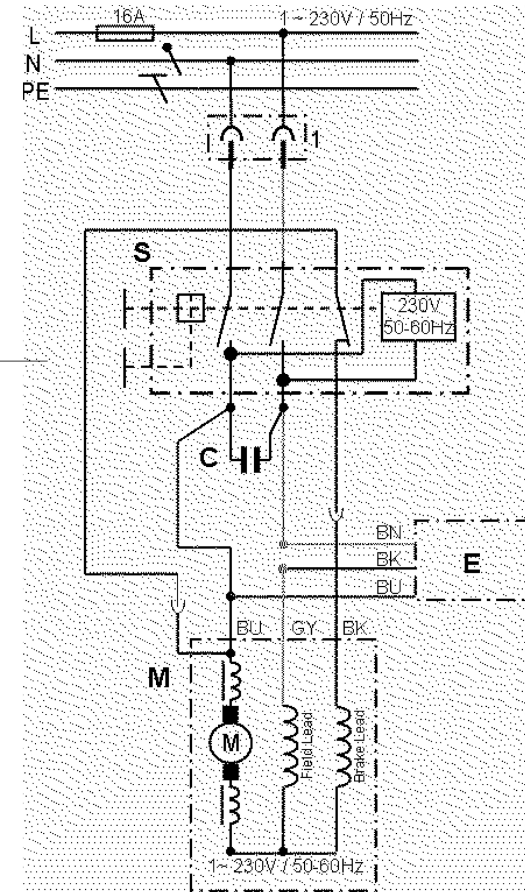 16A
1~ 230V / 50Hz
L
N
PE
1
S
230V
50-60Hz
C
BN
BK
BU
E
BU
GY
BK
M
M
Field Lead
Brake Lead
1~ 230V / 50-60Hz